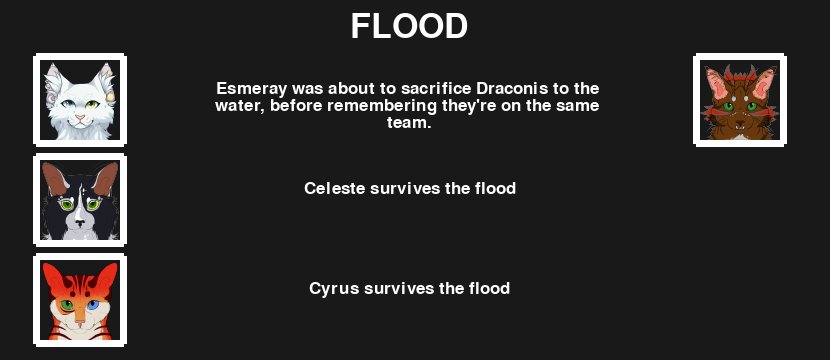 FLOOD
Esmeray was about to sacrifice Draconis to the
water, before remembering they're on the same
team.
Celeste survives the flood
Cyrus survives the flood